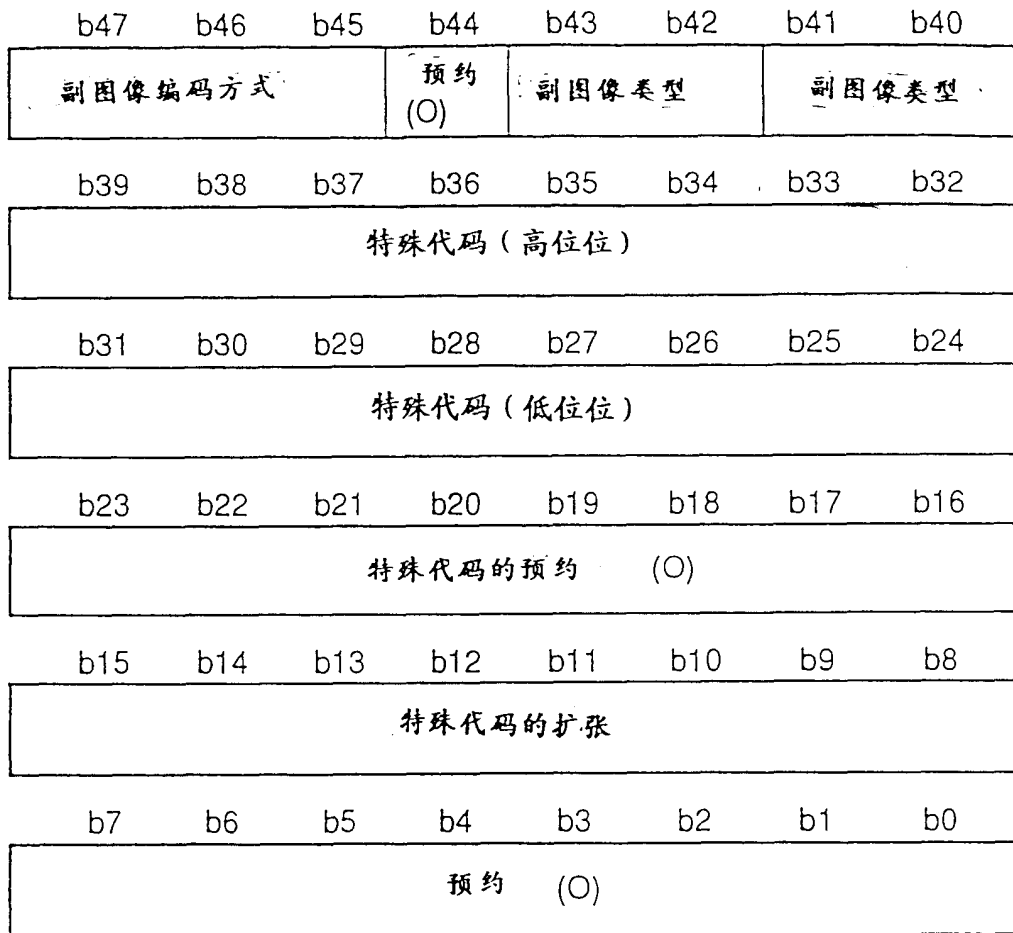 b47 b46 b45 b44 b43 b42 b41 b40
副图像编码方式 预约 (O) 副图像类型 副图像类型
b39 b38 b37 b36 b35 b34 b33 b32
特殊代码(高位位)
b31 b30 b29 b28 b27 b26 b25 b24
特殊代码(低位位)
b23 b22 b21 b20 b19 b18 b17 b16
特殊代码的预约 (O)
b15 b14 b13 b12 b11 b10 b9 b8
特殊代码的扩张
b7 b6 b5 b4 b3 b2 b1 b0
预约 (O)